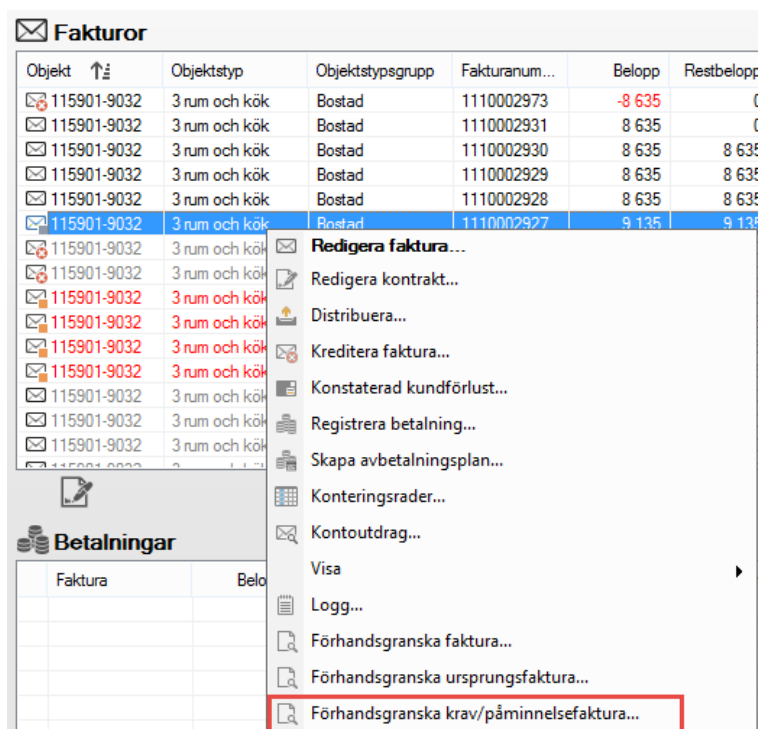 Fakturor
Objekt Objektstyp Objektstypsgrupp Fakturanum... Belopp Restbelopp
115901-9032 3 rum och kök Bostad 1110002973 -8 635 0
115901-9032 3 rum och kök Bostad 1110002931 8 635 0
115901-9032 3 rum och kök Bostad 1110002930 8 635 8 635
115901-9032 3 rum och kök Bostad 1110002929 8 635 8 635
115901-9032 3 rum och kök Bostad 1110002928 8 635 8 635
115901-9032 3 rum och kök Bostad 1110002927 9 135 9 135
115901-9032 3 rum och kök
115901-9032 3 rum och kök
115901-9032 3 rum och kök
115901-9032 3 rum och kök
115901-9032 3 rum och kök
115901-9032 3 rum och kök
115901-9032 3 rum och kök
115901-9032 3 rum och kök
115901-9032 3 rum och kök
Redigera faktura...
Redigera kontrakt...
Distribuera...
Kreditera faktura...
Konstaterad kundförlust...
Registrera betalning...
Skapa avbetalningsplan...
Konteringsrader...
Kontoutdrag...
Visa
Logg...
Förhandsgranska faktura...
Förhandsgranska ursprungsfaktura...
Förhandsgranska krav/påminnelsefaktura...
Betalningar
Faktura